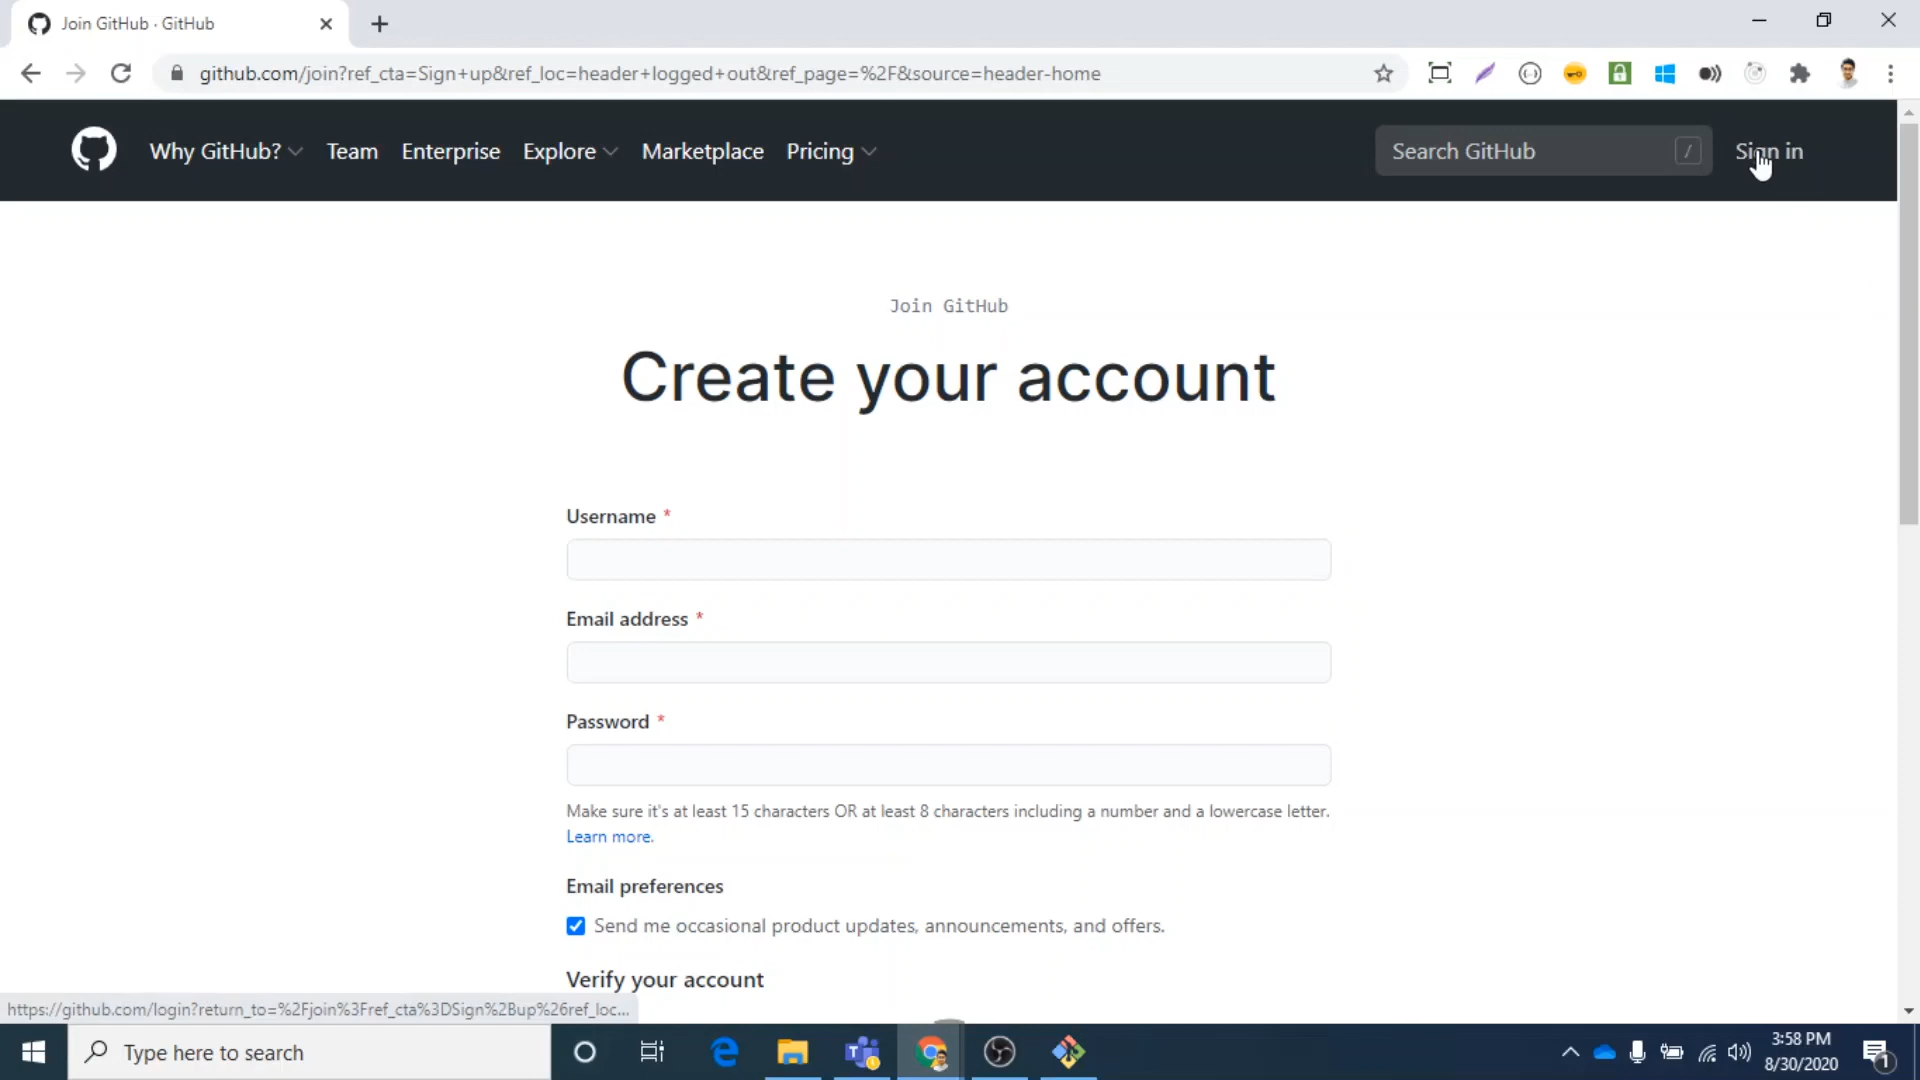 Join GitHub · GitHub
github.com/join?ref_cta=Sign+up&ref_loc=header+logged+out&ref_page=%2F&source=header-home
Why GitHub? Team Enterprise Explore Marketplace Pricing Search GitHub / Sign in
Join GitHub
Create your account
Username *
Email address *
Password *
Make sure it's at least 15 characters OR at least 8 characters including a number and a lowercase letter.
Learn more.
Email preferences
Send me occasional product updates, announcements, and offers.
Verify your account
https://github.com/login?return_to=%2Fjoin%3Fref_cta%3DSign%2Bup%26ref_loc...
Type here to search
3:58 PM
8/30/2020
1